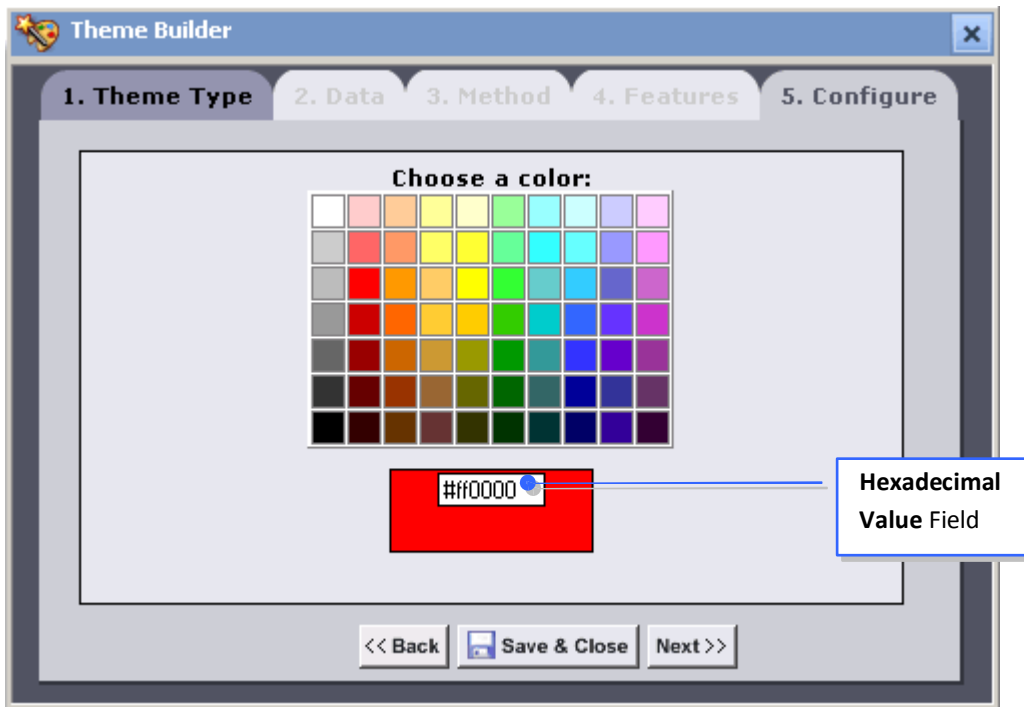 Theme Builder
1. Theme Type 2. Data 3. Method 4. Features 5. Configure
Choose a color:
#ff0000
Hexadecimal
Value Field
<< Back Save & Close Next >>